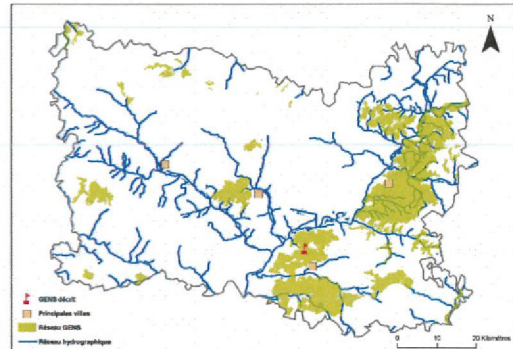 N
GENS décrit
Principales villes
Réseau GENS
Réseau hydrographique
0 10 20 Kilomètres